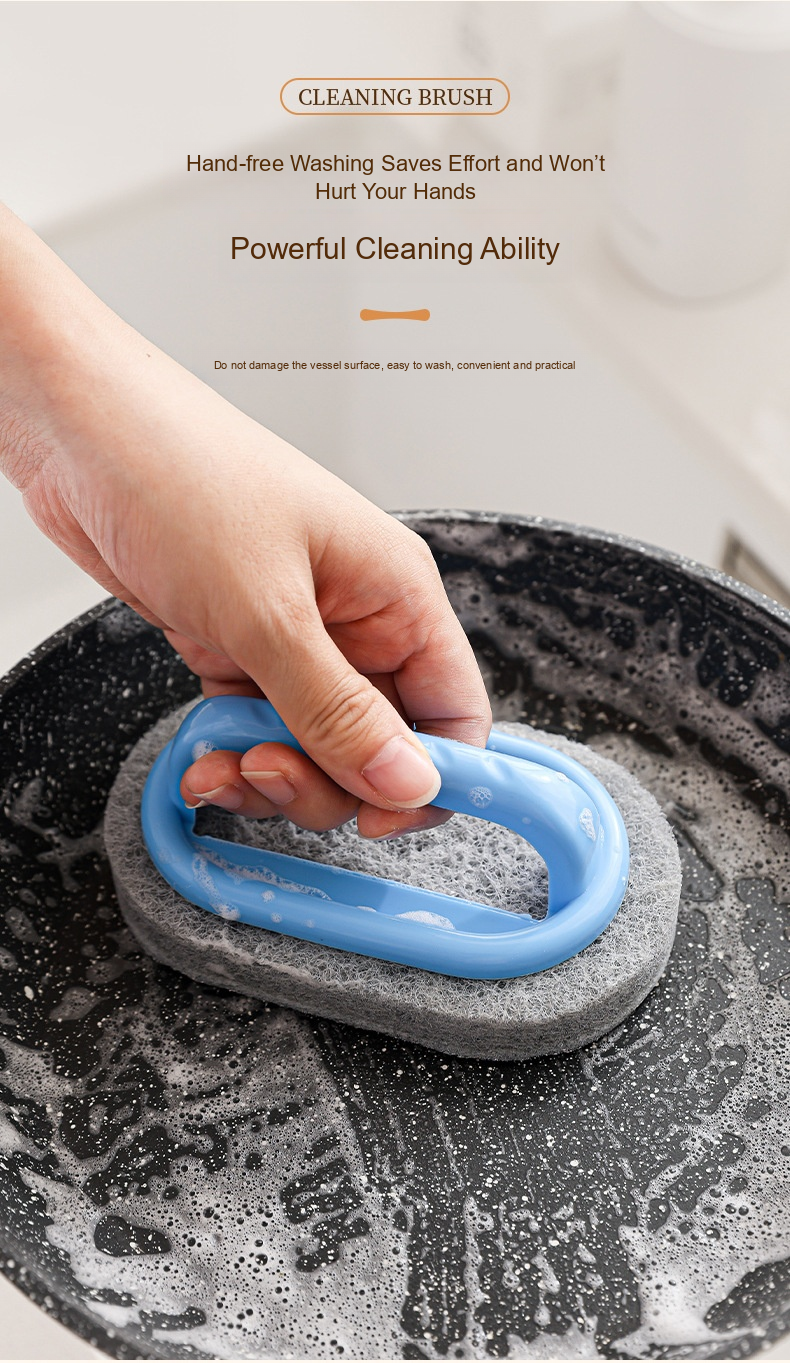 CLEANING BRUSH
Hand-free Washing Saves Effort and Won’t
Hurt Your Hands
Powerful Cleaning Ability
Do not damage the vessel surface, easy to wash, convenient and practical